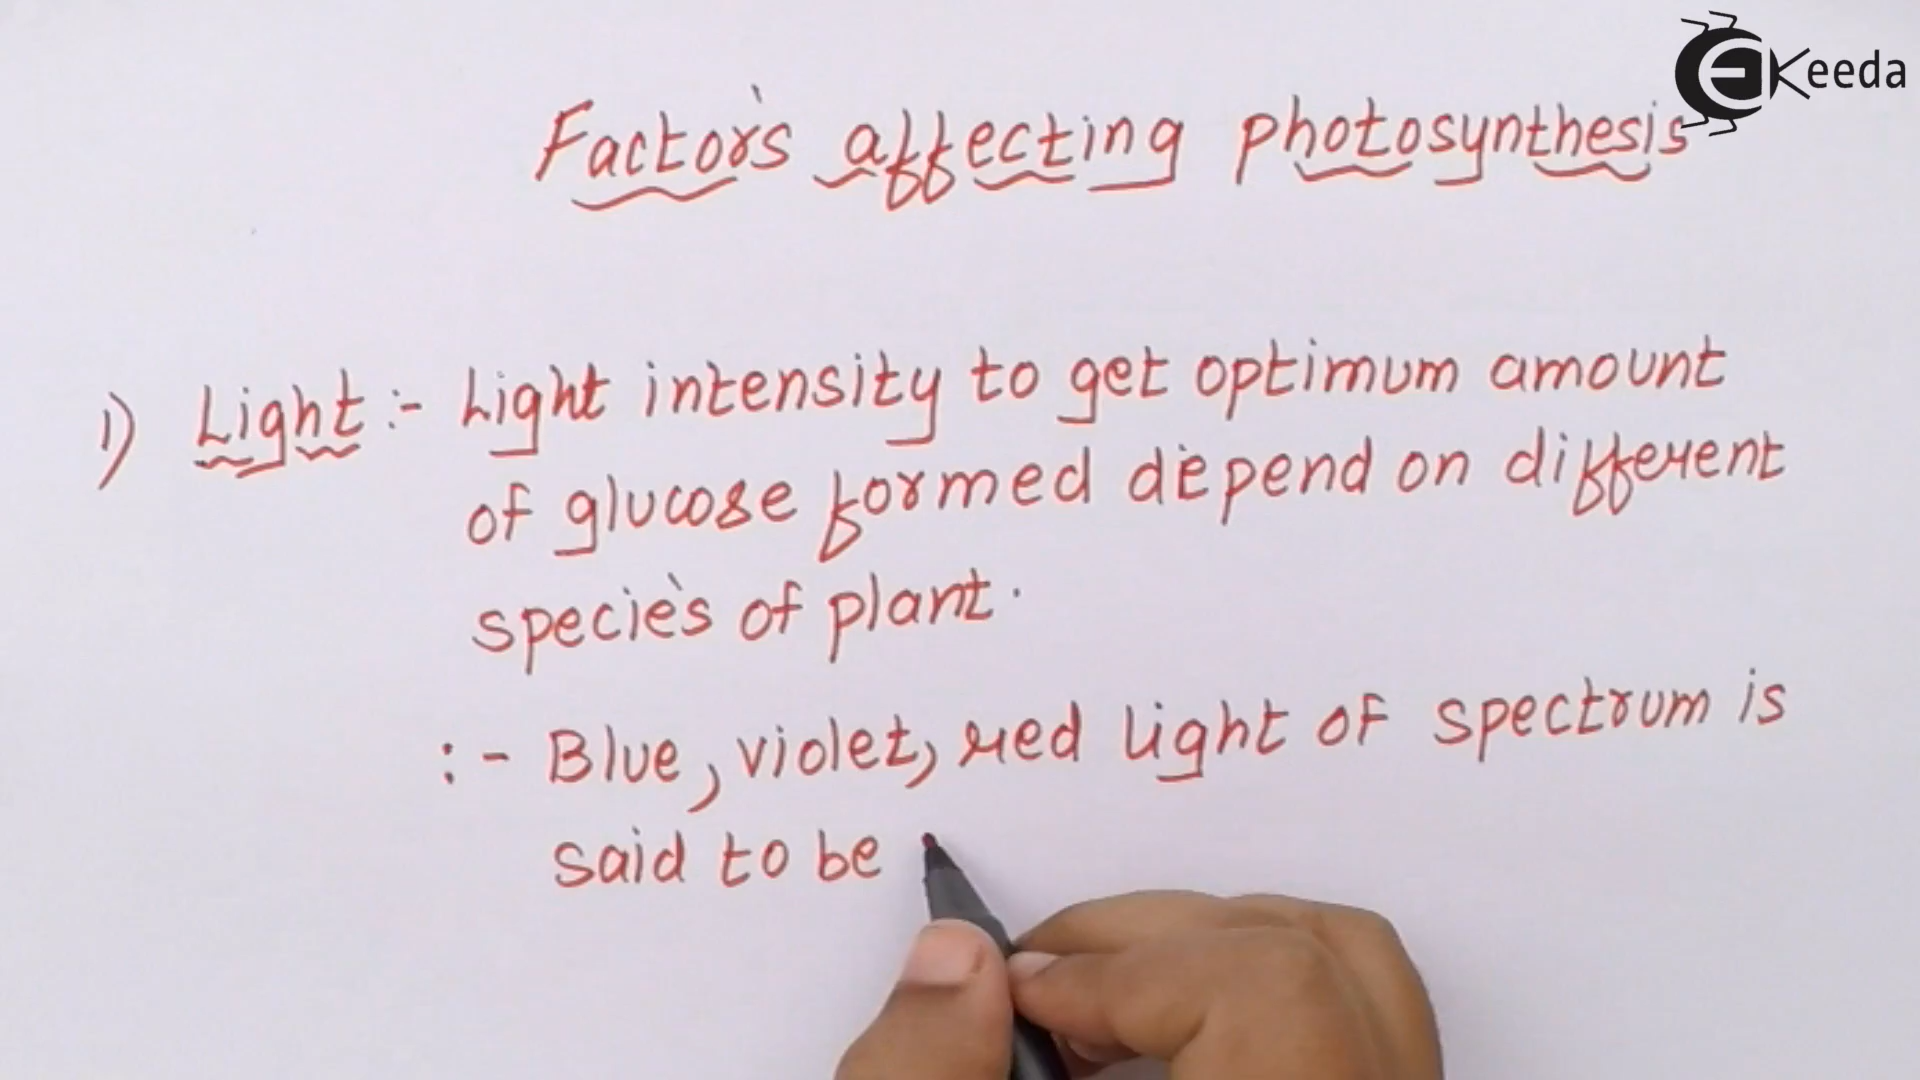 EKeeda
Factors affecting photosynthesis
1) Light :- Light intensity to get optimum amount
of glucose formed depend on different
species of plant.
:- Blue, violet, red light of spectrum is
said to be